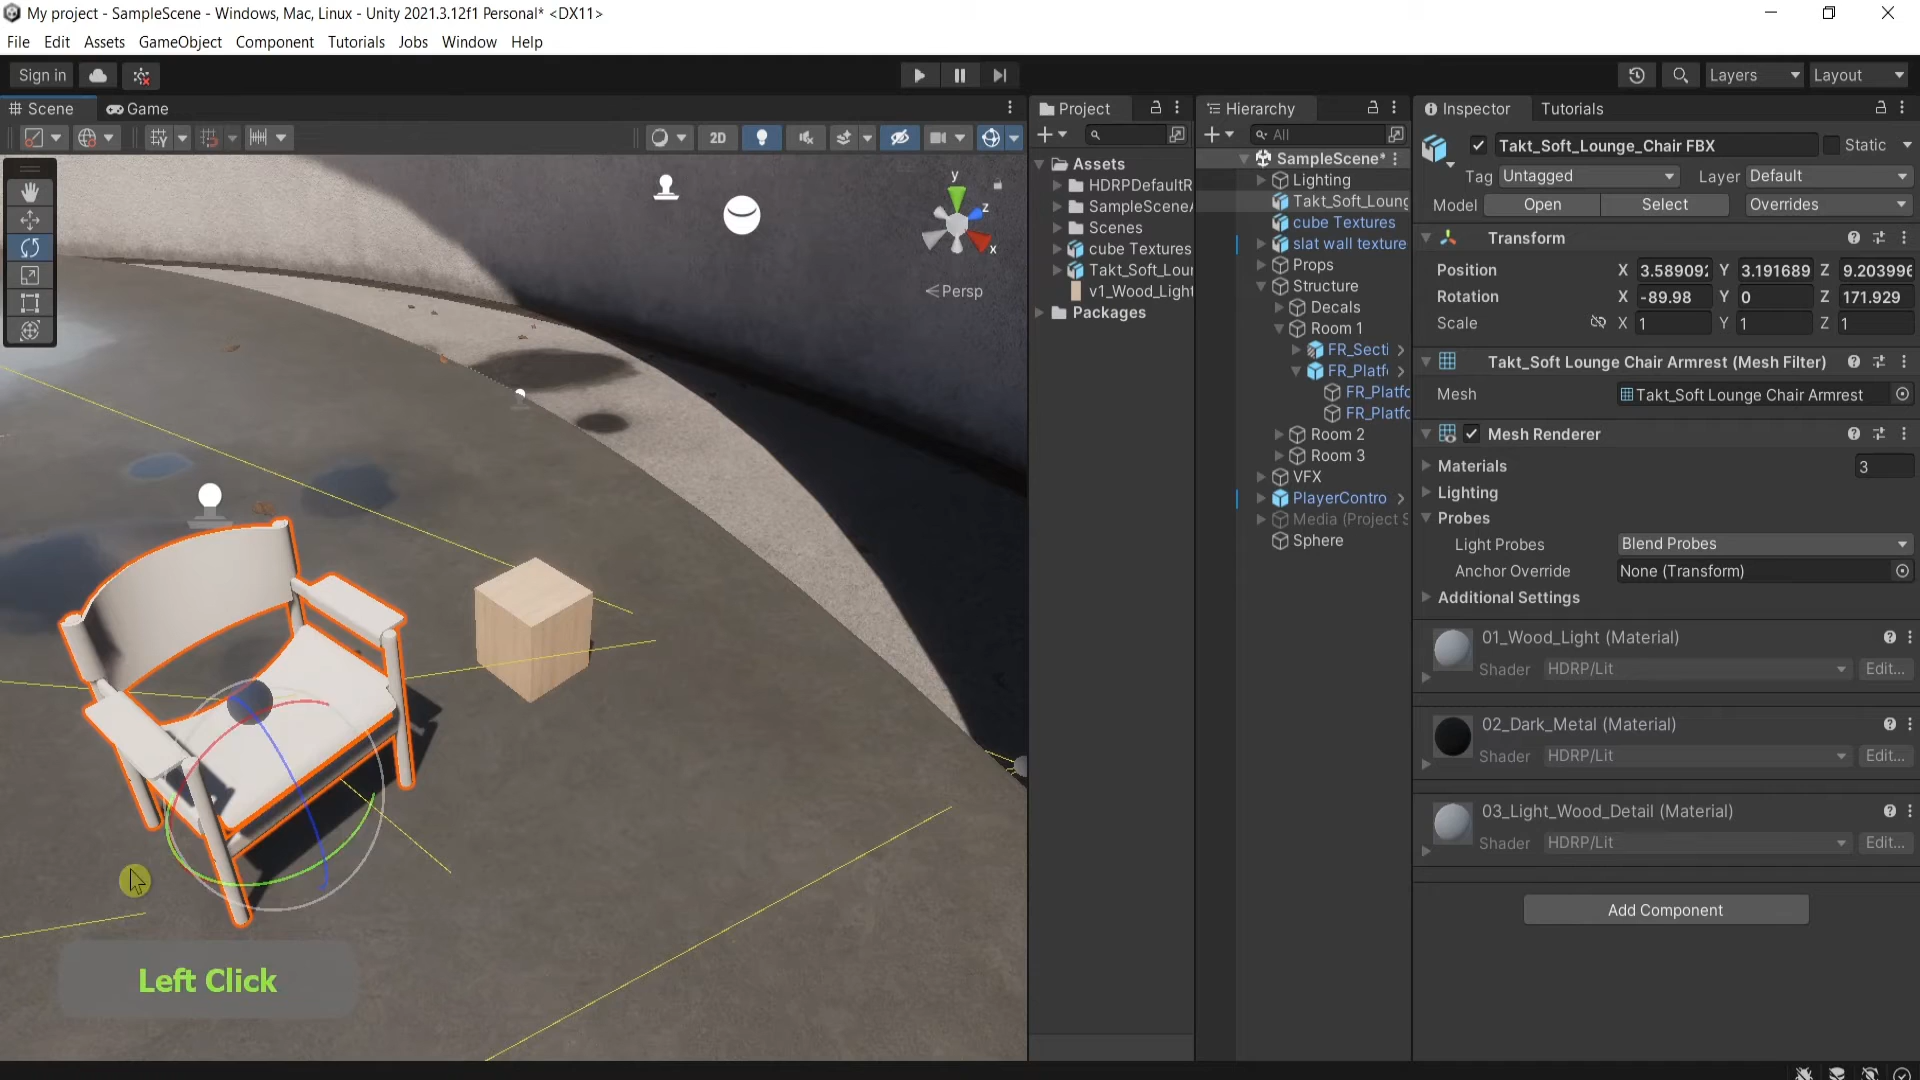 My project - SampleScene - Windows, Mac, Linux - Unity 2021.3.12f1 Personal* <DX11>
File Edit Assets GameObject Component Tutorials Jobs Window Help
Sign in
Layers
Layout
Scene
Game
Project
Hierarchy
Inspector
Tutorials
2D
All
y
z
x
Persp
Left Click
Assets
HDRPDefaultR
SampleSceneA
Scenes
cube Textures
Takt_Soft_Lour
v1_Wood_Light
Packages
SampleScene*
Lighting
Takt_Soft_Loung
cube Textures
slat wall texture
Props
Structure
Decals
Room 1
FR_Secti
FR_Platf
FR_Platfo
FR_Platfo
Room 2
Room 3
VFX
PlayerContro
Media (Project S
Sphere
Takt_Soft_Lounge_Chair FBX
Static
Tag Untagged Layer Default
Model Open Select Overrides
Transform
Position X 3.589092 Y 3.191689 Z 9.203996
Rotation X -89.98 Y 0 Z 171.929
Scale X 1 Y 1 Z 1
Takt_Soft Lounge Chair Armrest (Mesh Filter)
Mesh Takt_Soft Lounge Chair Armrest
Mesh Renderer
Materials 3
Lighting
Probes
Light Probes Blend Probes
Anchor Override None (Transform)
Additional Settings
01_Wood_Light (Material)
Shader HDRP/Lit Edit...
02_Dark_Metal (Material)
Shader HDRP/Lit Edit...
03_Light_Wood_Detail (Material)
Shader HDRP/Lit Edit...
Add Component